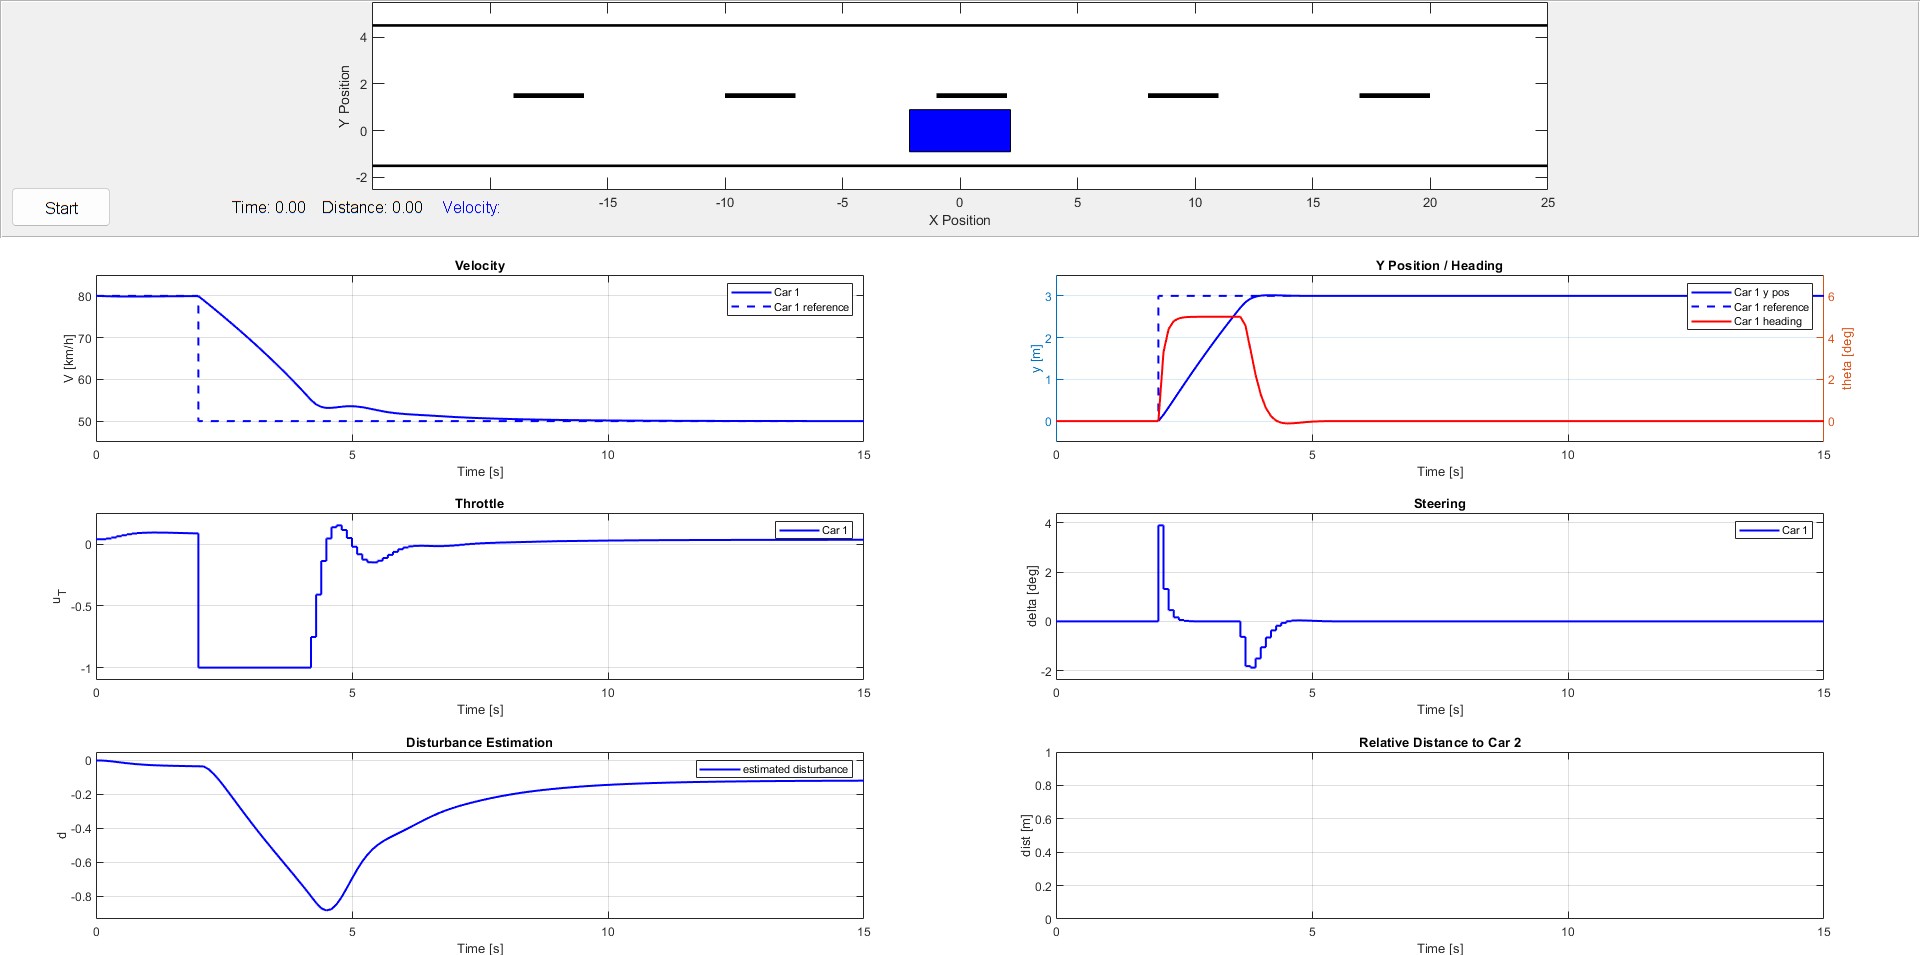 4
2
0
-2
Y Position
-15 -10 -5 0 5 10 15 20 25
X Position
Start
Time: 0.00 Distance: 0.00 Velocity:
Velocity
80
70
60
50
V [km/h]
Car 1
Car 1 reference
0 5 10 15
Time [s]
Y Position / Heading
3
2
1
0
y [m]
6
4
2
0
theta [deg]
Car 1 y pos
Car 1 reference
Car 1 heading
0 5 10 15
Time [s]
Throttle
0
-0.5
-1
u_T
Car 1
0 5 10 15
Time [s]
Steering
4
2
0
-2
delta [deg]
Car 1
0 5 10 15
Time [s]
Disturbance Estimation
0
-0.2
-0.4
-0.6
-0.8
d
estimated disturbance
0 5 10 15
Time [s]
Relative Distance to Car 2
1
0.8
0.6
0.4
0.2
0
dist [m]
0 5 10 15
Time [s]